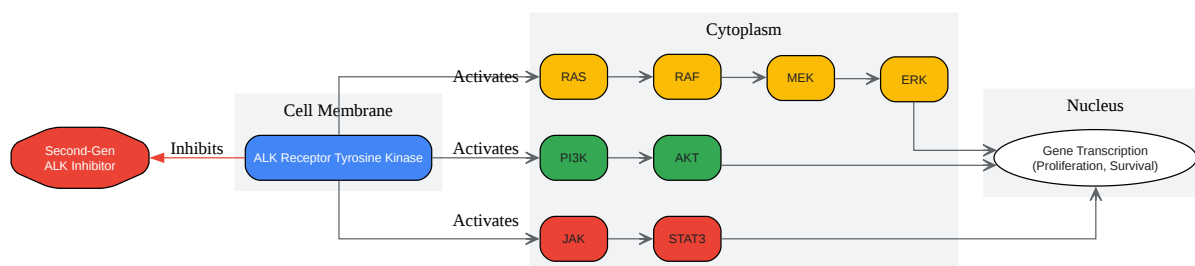 Cytoplasm
Activates
RAS
RAF
MEK
ERK
Cell Membrane
Nucleus
Second-Gen
ALK Inhibitor
Inhibits
ALK Receptor Tyrosine Kinase
Activates
PI3K
AKT
Gene Transcription
(Proliferation, Survival)
Activates
JAK
STAT3